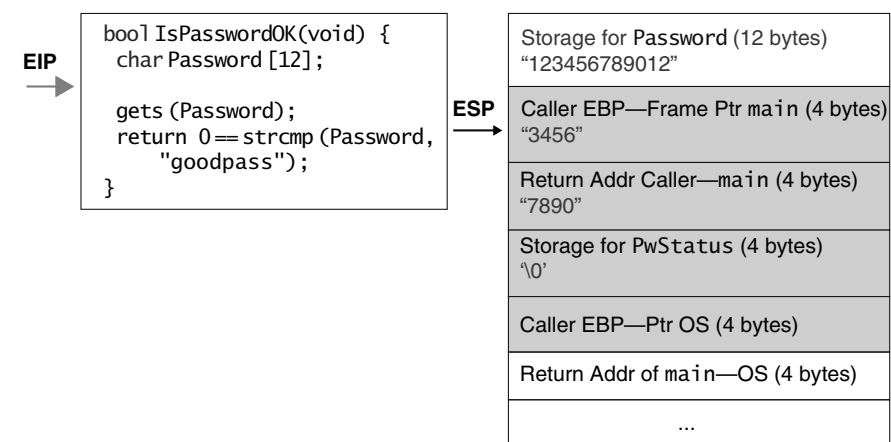 EIP
bool IsPasswordOK(void) {
char Password[12];
gets(Password);
return 0==strcmp(Password,
"goodpass");
}
ESP
Storage for Password (12 bytes)
“123456789012”
Caller EBP—Frame Ptr main (4 bytes)
“3456”
Return Addr Caller—main (4 bytes)
“7890”
Storage for PwStatus (4 bytes)
‘\0’
Caller EBP—Ptr OS (4 bytes)
Return Addr of main—OS (4 bytes)
...